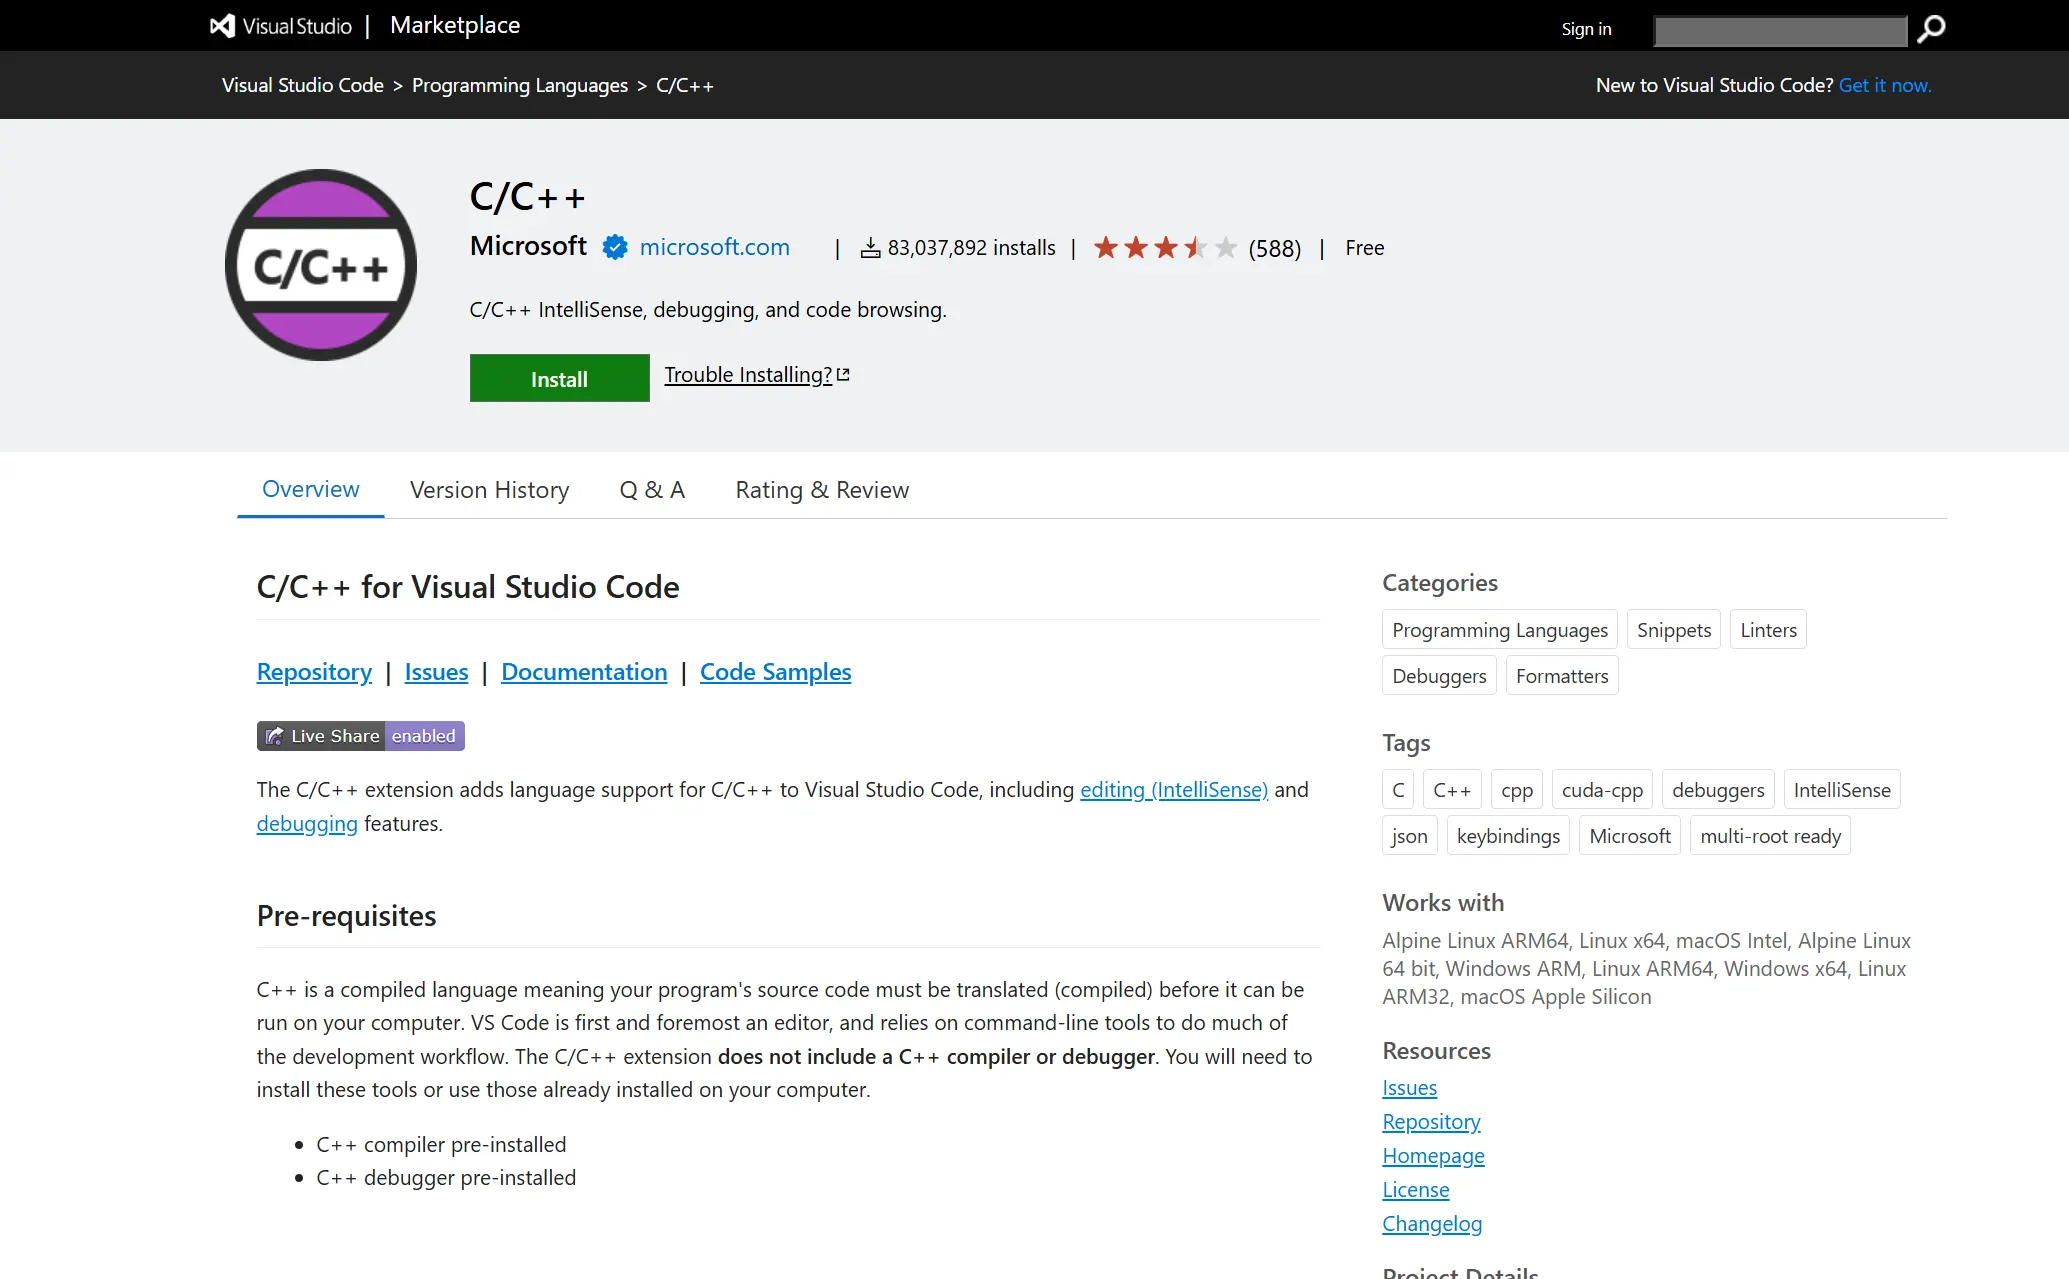 Visual Studio | Marketplace
Sign in
Visual Studio Code > Programming Languages > C/C++
New to Visual Studio Code? Get it now.
C/C++
C/C++
Microsoft microsoft.com | 83,037,892 installs | (588) | Free
C/C++ IntelliSense, debugging, and code browsing.
Install
Trouble Installing?
Overview
Version History
Q & A
Rating & Review
C/C++ for Visual Studio Code
Repository | Issues | Documentation | Code Samples
Live Share enabled
The C/C++ extension adds language support for C/C++ to Visual Studio Code, including editing (IntelliSense) and
debugging features.
Pre-requisites
C++ is a compiled language meaning your program's source code must be translated (compiled) before it can be
run on your computer. VS Code is first and foremost an editor, and relies on command-line tools to do much of
the development workflow. The C/C++ extension does not include a C++ compiler or debugger. You will need to
install these tools or use those already installed on your computer.
• C++ compiler pre-installed
• C++ debugger pre-installed
Categories
Programming Languages Snippets Linters
Debuggers Formatters
Tags
C C++ cpp cuda-cpp debuggers IntelliSense
json keybindings Microsoft multi-root ready
Works with
Alpine Linux ARM64, Linux x64, macOS Intel, Alpine Linux
64 bit, Windows ARM, Linux ARM64, Windows x64, Linux
ARM32, macOS Apple Silicon
Resources
Issues
Repository
Homepage
License
Changelog
Project Details